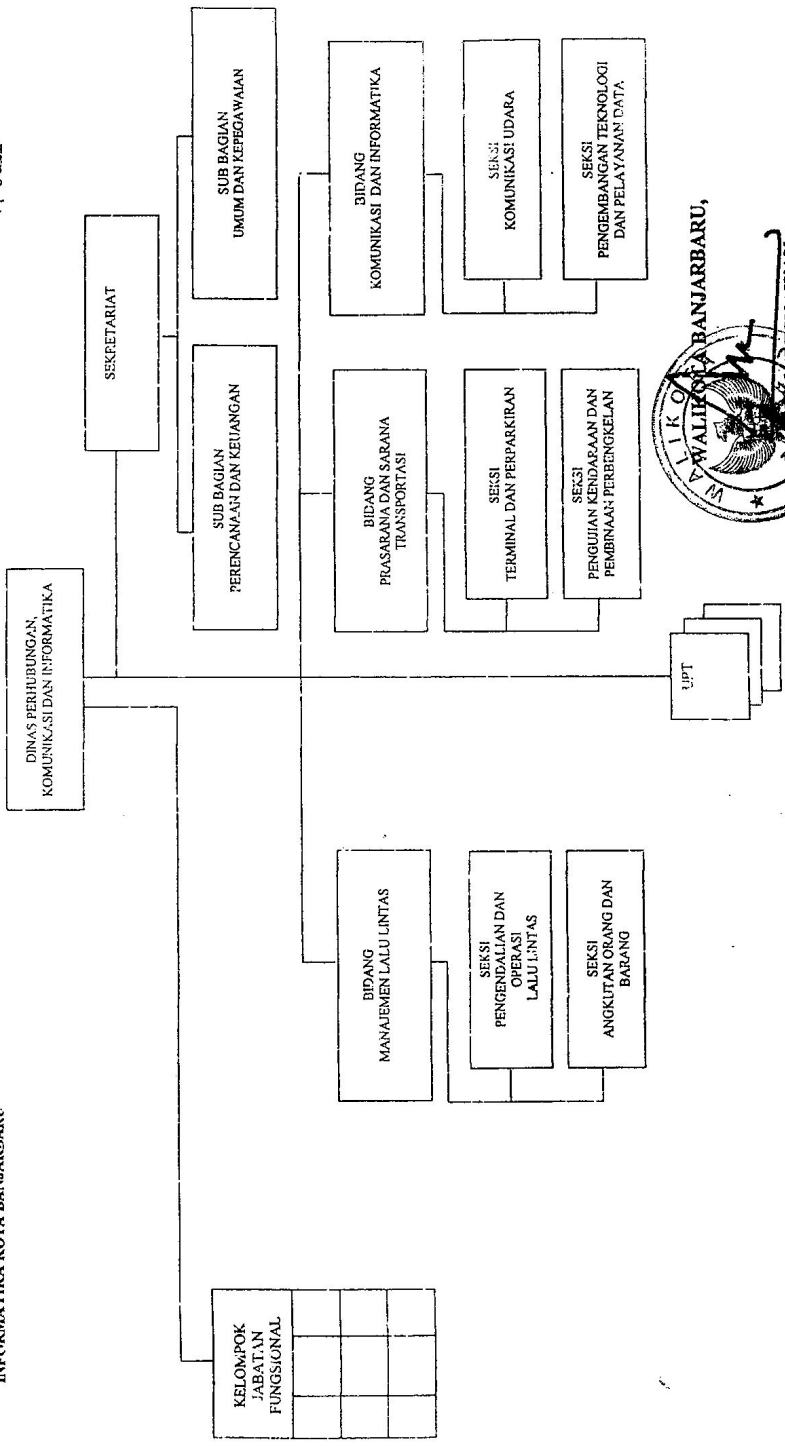 INFORMATIKA KOTA BANJARBARU
DINAS PERHUBUNGAN,
KOMUNIKASI DAN INFORMATIKA
SEKRETARIAT
KELOMPOK
JABATAN
FUNGSIONAL
SUB BAGIAN
PERENCANAAN DAN KEUANGAN
SUB BAGIAN
UMUM DAN KEPEGAWAIAN
BIDANG
MANAJEMEN LALU LINTAS
BIDANG
PRASARANA DAN SARANA
TRANSPORTASI
BIDANG
KOMUNIKASI DAN INFORMATIKA
SEKSI
PENGENDALIAN DAN
OPERASI
LALU LINTAS
SEKSI
TERMINAL DAN PERPARKIRAN
SEKSI
KOMUNIKASI UDARA
SEKSI
ANGKUTAN ORANG DAN
BARANG
SEKSI
PENGUJIAN KENDARAAN DAN
PEMBINAAN PERBENGKELAN
SEKSI
PENGEMBANGAN TEKNOLOGI
DAN PELAYANAN DATA
UPT
WALIKOTA BANJARBARU,
WALIKO